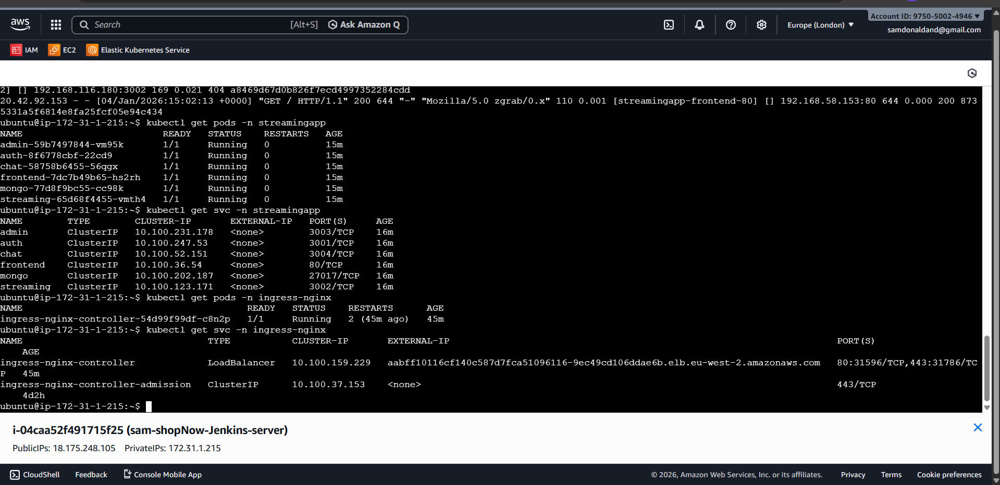 aws
Search [Alt+S] Ask Amazon Q
Europe (London) ▼
Account ID: 9750-5002-4946 ▼
samdonaldand@gmail.com
IAM EC2 Elastic Kubernetes Service
2] [] 192.168.116.180:3002 169 0.021 404 a8469d67d0b826f7ecd4997352284cdd
20.42.92.153 - - [04/Jan/2026:15:02:13 +0000] "GET / HTTP/1.1" 200 644 "-" "Mozilla/5.0 zgrab/0.x" 110 0.001 [streamingapp-frontend-80] [] 192.168.58.153:80 644 0.000 200 873
5331a5f6814e8fa25fcf05e94c434
ubuntu@ip-172-31-1-215:~$ kubectl get pods -n streamingapp
NAME READY STATUS RESTARTS AGE
admin-59b7497844-vm95k 1/1 Running 0 15m
auth-8f6778cbf-22cd9 1/1 Running 0 15m
chat-58758b6455-56qgx 1/1 Running 0 15m
frontend-7dc7b49b65-hs2rh 1/1 Running 0 15m
mongo-77d8f9bc55-cc98k 1/1 Running 0 15m
streaming-65d68f4455-vmth4 1/1 Running 0 15m
ubuntu@ip-172-31-1-215:~$ kubectl get svc -n streamingapp
NAME TYPE CLUSTER-IP EXTERNAL-IP PORT(S) AGE
admin ClusterIP 10.100.231.178 <none> 3003/TCP 16m
auth ClusterIP 10.100.247.53 <none> 3001/TCP 16m
chat ClusterIP 10.100.52.151 <none> 3004/TCP 16m
frontend ClusterIP 10.100.36.54 <none> 80/TCP 16m
mongo ClusterIP 10.100.202.187 <none> 27017/TCP 16m
streaming ClusterIP 10.100.123.171 <none> 3002/TCP 16m
ubuntu@ip-172-31-1-215:~$ kubectl get pods -n ingress-nginx
NAME READY STATUS RESTARTS AGE
ingress-nginx-controller-54d99f99df-c8n2p 1/1 Running 2 (45m ago) 45m
ubuntu@ip-172-31-1-215:~$ kubectl get svc -n ingress-nginx
NAME TYPE CLUSTER-IP EXTERNAL-IP PORT(S)
AGE
ingress-nginx-controller LoadBalancer 10.100.159.229 aabff10116cf140c587d7fca51096116-9ec49cd106ddae6b.elb.eu-west-2.amazonaws.com 80:31596/TCP,443:31786/TC
P 45m
ingress-nginx-controller-admission ClusterIP 10.100.37.153 <none> 443/TCP
4d2h
ubuntu@ip-172-31-1-215:~$
i-04caa52f491715f25 (sam-shopNow-Jenkins-server)
PublicIPs: 18.175.248.105 PrivateIPs: 172.31.1.215
CloudShell Feedback Console Mobile App © 2026, Amazon Web Services, Inc. or its affiliates. Privacy Terms Cookie preferences